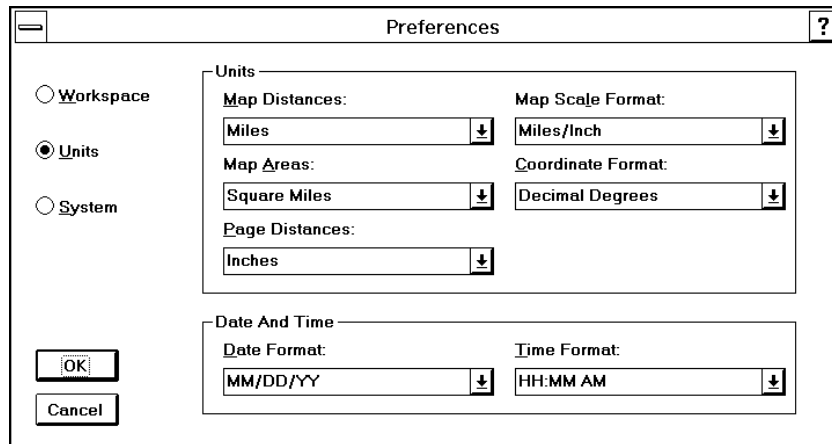 Preferences
?
Workspace
Units
System
Units
Map Distances:
Miles
Map Scale Format:
Miles/Inch
Map Areas:
Square Miles
Coordinate Format:
Decimal Degrees
Page Distances:
Inches
Date And Time
Date Format:
MM/DD/YY
Time Format:
HH:MM AM
OK
Cancel